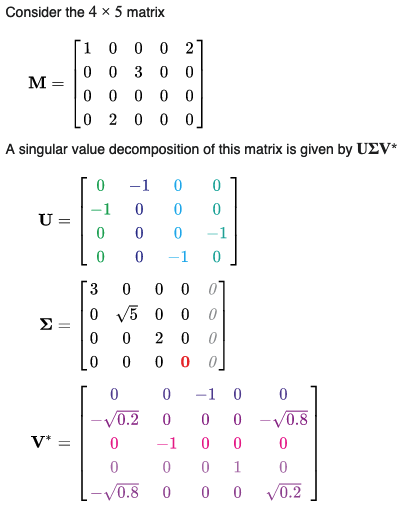 Consider the 4 × 5 matrix
M = [1 0 0 0 2
0 0 3 0 0
0 0 0 0 0
0 2 0 0 0]
A singular value decomposition of this matrix is given by UΣV*
U = [0 −1 0 0
−1 0 0 0
0 0 0 −1
0 0 −1 0]
Σ = [3 0 0 0 0
0 √5 0 0 0
0 0 2 0 0
0 0 0 0 0]
V* = [0 0 −1 0 0
−√0.2 0 0 0 −√0.8
0 −1 0 0 0
0 0 0 1 0
−√0.8 0 0 0 √0.2]